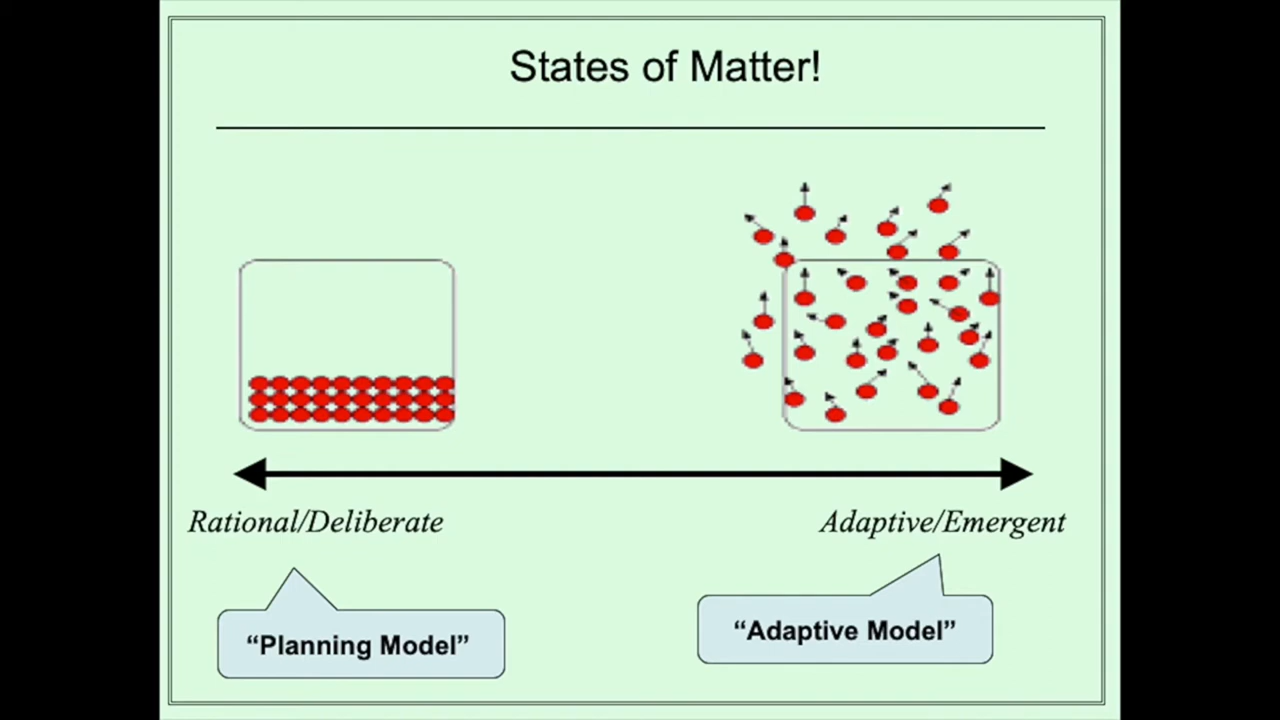 States of Matter!
Rational/Deliberate
Adaptive/Emergent
“Planning Model”
“Adaptive Model”